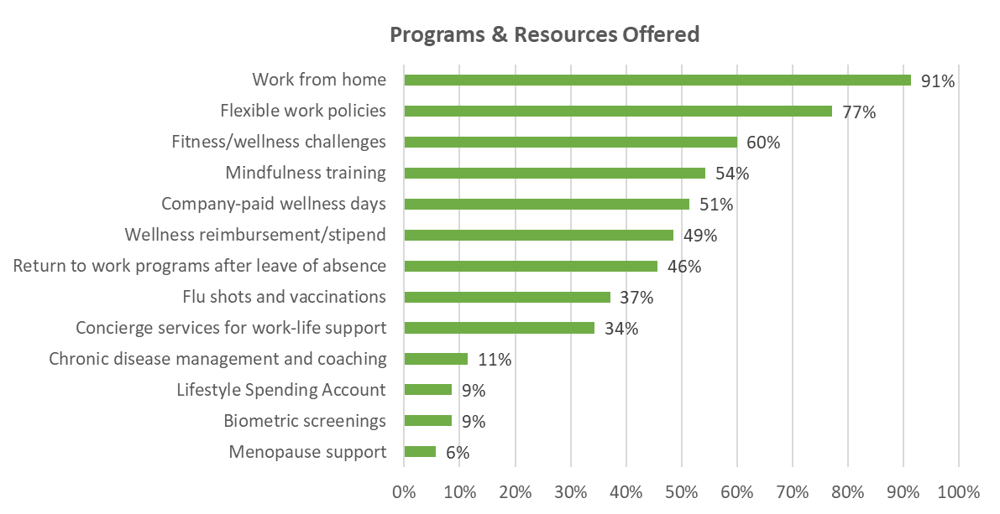 Programs & Resources Offered
Work from home 91%
Flexible work policies 77%
Fitness/wellness challenges 60%
Mindfulness training 54%
Company-paid wellness days 51%
Wellness reimbursement/stipend 49%
Return to work programs after leave of absence 46%
Flu shots and vaccinations 37%
Concierge services for work-life support 34%
Chronic disease management and coaching 11%
Lifestyle Spending Account 9%
Biometric screenings 9%
Menopause support 6%
0% 10% 20% 30% 40% 50% 60% 70% 80% 90% 100%